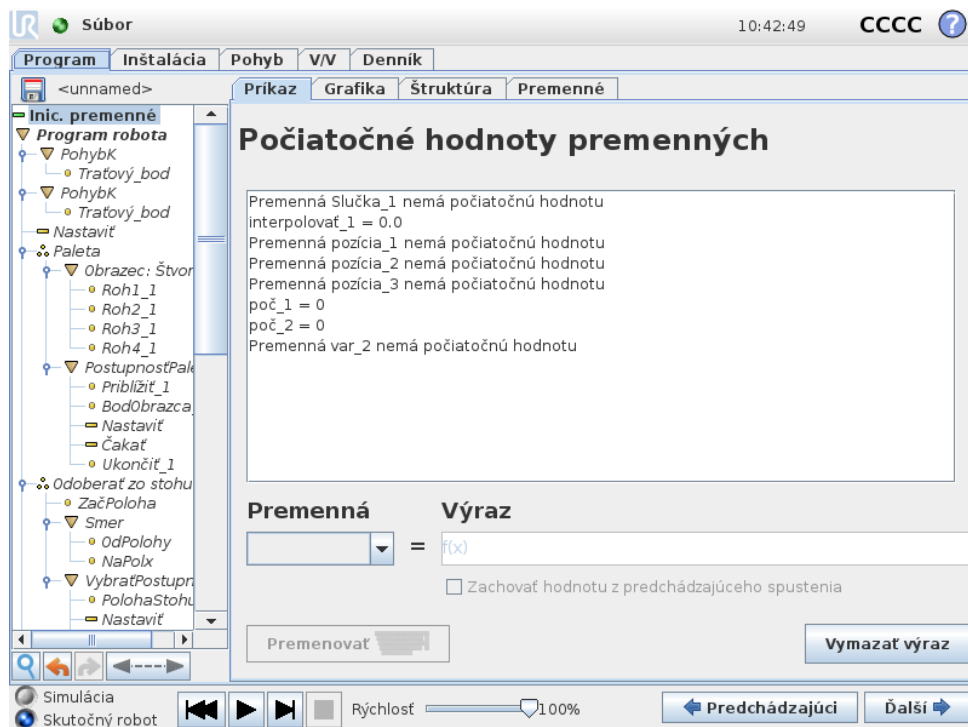 UR Súbor 10:42:49 CCCC ?
Program Inštalácia Pohyb V/V Denník
<unnamed> Príkaz Grafika Štruktúra Premenné
Inic. premenné
Program robota
PohybK
Traťový_bod
PohybK
Traťový_bod
Nastaviť
Paleta
Obrazec: Štvor
Roh1_1
Roh2_1
Roh3_1
Roh4_1
PostupnosťPale
Priblížiť_1
BodObrazca_
Nastaviť
Čakať
Ukončiť_1
Odoberať zo stohu
ZačPoloha
Smer
OdPolohy
NaPolx
VybraťPostupn
PolohaStohu
Nastaviť
Počiatočné hodnoty premenných
Premenná Slučka_1 nemá počiatočnú hodnotu
interpolovať_1 = 0.0
Premenná pozícia_1 nemá počiatočnú hodnotu
Premenná pozícia_2 nemá počiatočnú hodnotu
Premenná pozícia_3 nemá počiatočnú hodnotu
poč_1 = 0
poč_2 = 0
Premenná var_2 nemá počiatočnú hodnotu
Premenná Výraz
= f(x)
Zachovať hodnotu z predchádzajúceho spustenia
Premenovať Vymazať výraz
Simulácia
Skutočný robot
Rýchlosť 100% Predchádzajúci Ďalší